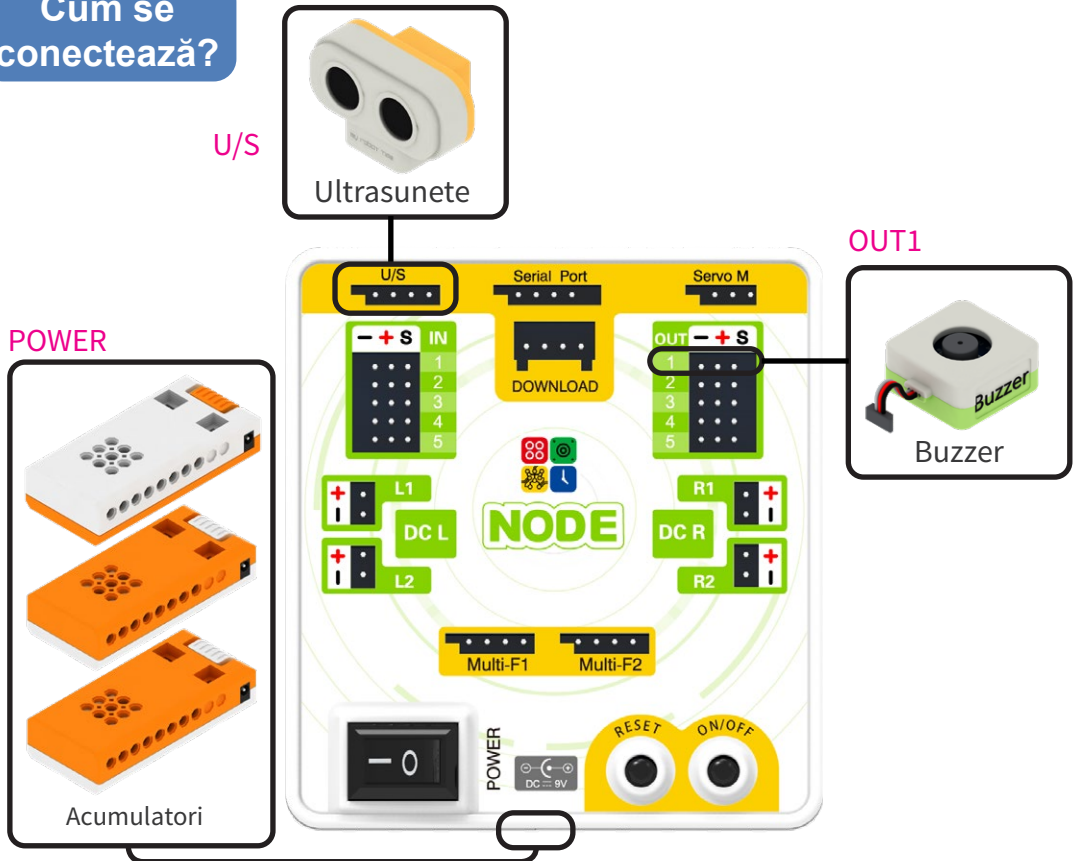 Cum se
conectează?
U/S
Ultrasunete
OUT1
Buzzer
Buzzer
POWER
Acumulatori
U/S
Serial Port
Servo M
− + S IN
1
2
3
4
5
DOWNLOAD
OUT − + S
1
2
3
4
5
+
−
L1
DC L
+
−
L2
NODE
R1
+
−
DC R
R2
+
−
Multi-F1
Multi-F2
POWER
DC 9V
RESET
ON/OFF